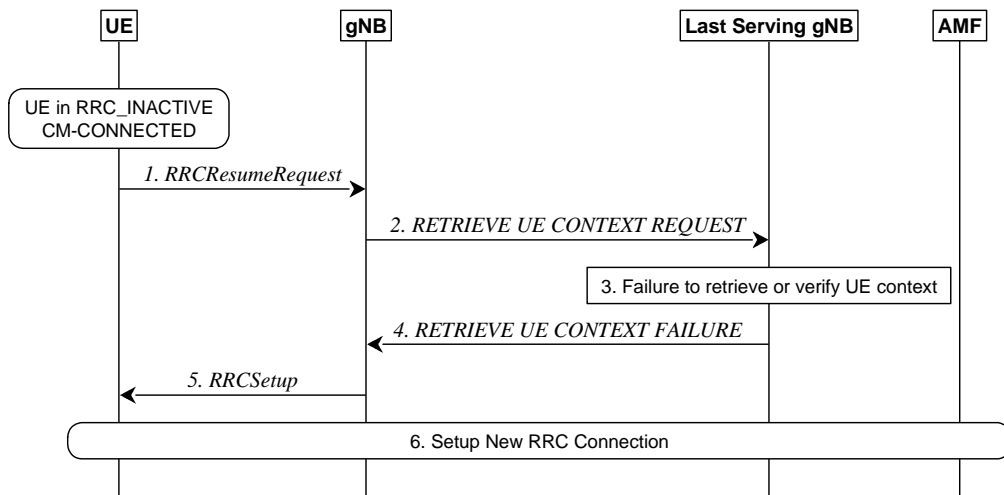 UE
gNB
Last Serving gNB
AMF
UE in RRC_INACTIVE
CM-CONNECTED
1. RRCResumeRequest
2. RETRIEVE UE CONTEXT REQUEST
3. Failure to retrieve or verify UE context
4. RETRIEVE UE CONTEXT FAILURE
5. RRCSetup
6. Setup New RRC Connection